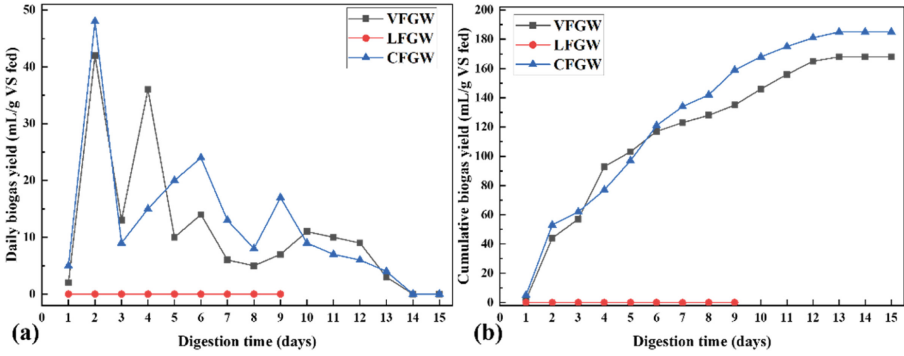 50
40
30
20
10
0
Daily biogas yield (mL/g VS fed)
VFGW
LFGW
CFGW
1 2 3 4 5 6 7 8 9 10 11 12 13 14 15
(a)
Digestion time (days)
200
180
160
140
120
100
80
60
40
20
0
Cumulative biogas yield (mL/g VS fed)
VFGW
LFGW
CFGW
1 2 3 4 5 6 7 8 9 10 11 12 13 14 15
(b)
Digestion time (days)